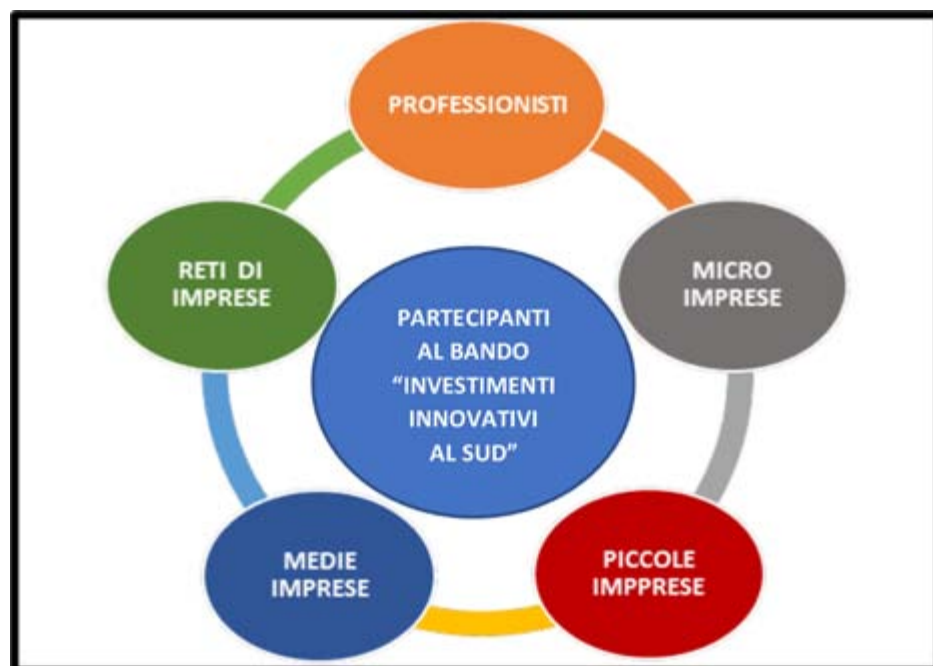 PROFESSIONISTI
MICRO
IMPRESE
PICCOLE
IMPPRESE
MEDIE
IMPRESE
RETI DI
IMPRESE
PARTECIPANTI
AL BANDO
“INVESTIMENTI
INNOVATIVI
AL SUD”